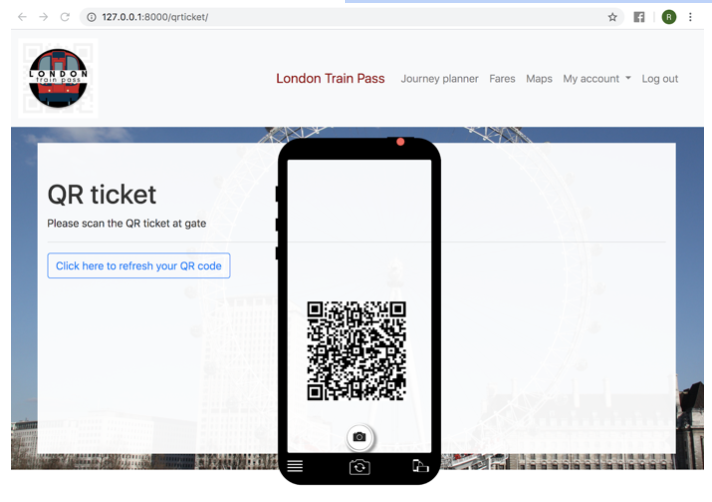 127.0.0.1:8000/qrticket/
R
LONDON
train pass
London Train Pass Journey planner Fares Maps My account Log out
QR ticket
Please scan the QR ticket at gate
Click here to refresh your QR code